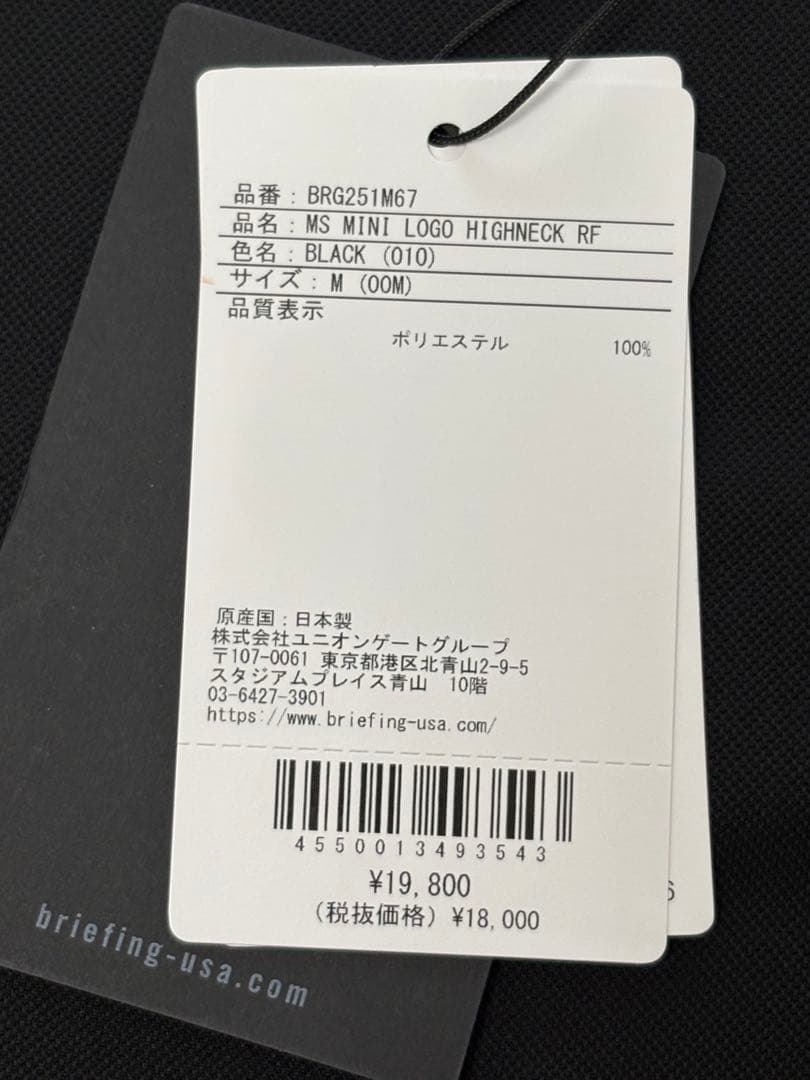 品番：BRG251M67
品名：MS MINI LOGO HIGHNECK RF
色名：BLACK (010)
サイズ：M (00M)
品質表示
ポリエステル 100%
原産国：日本製
株式会社ユニオンゲートグループ
〒107-0061 東京都港区北青山2-9-5
スタジアムプレイス青山 10階
03-6427-3901
https://www.briefing-usa.com/
4550013493543
¥19,800
(税抜価格) ¥18,000
briefing-usa.com